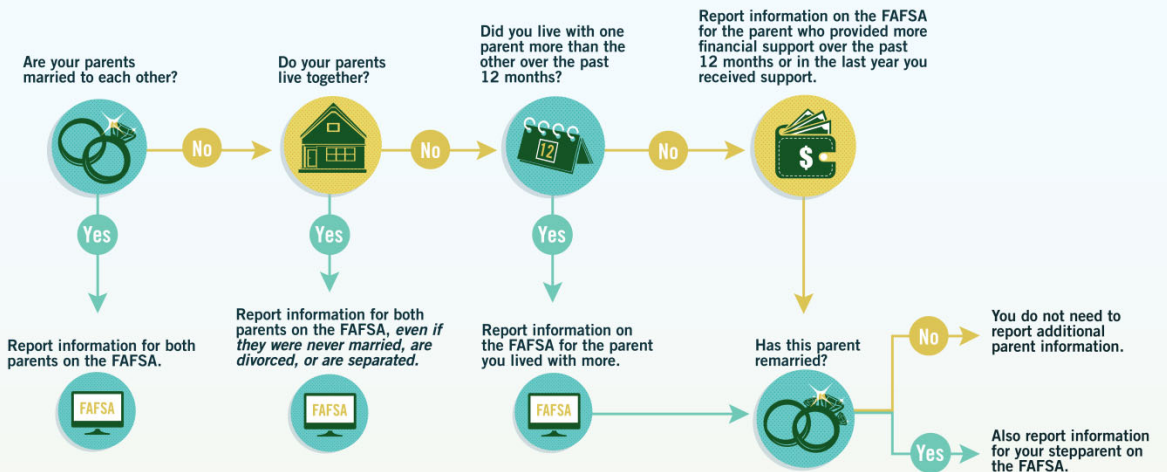 Are your parents
married to each other?
No
Yes
Report information for both
parents on the FAFSA.
FAFSA
Do your parents
live together?
No
Yes
Report information for both
parents on the FAFSA, even if
they were never married, are
divorced, or are separated.
FAFSA
Did you live with one
parent more than the
other over the past
12 months?
12
No
Yes
Report information on
the FAFSA for the parent
you lived with more.
FAFSA
Report information on the FAFSA
for the parent who provided more
financial support over the past
12 months or in the last year you
received support.
$
Has this parent
remarried?
No
You do not need to
report additional
parent information.
Yes
Also report information
for your stepparent on
the FAFSA.